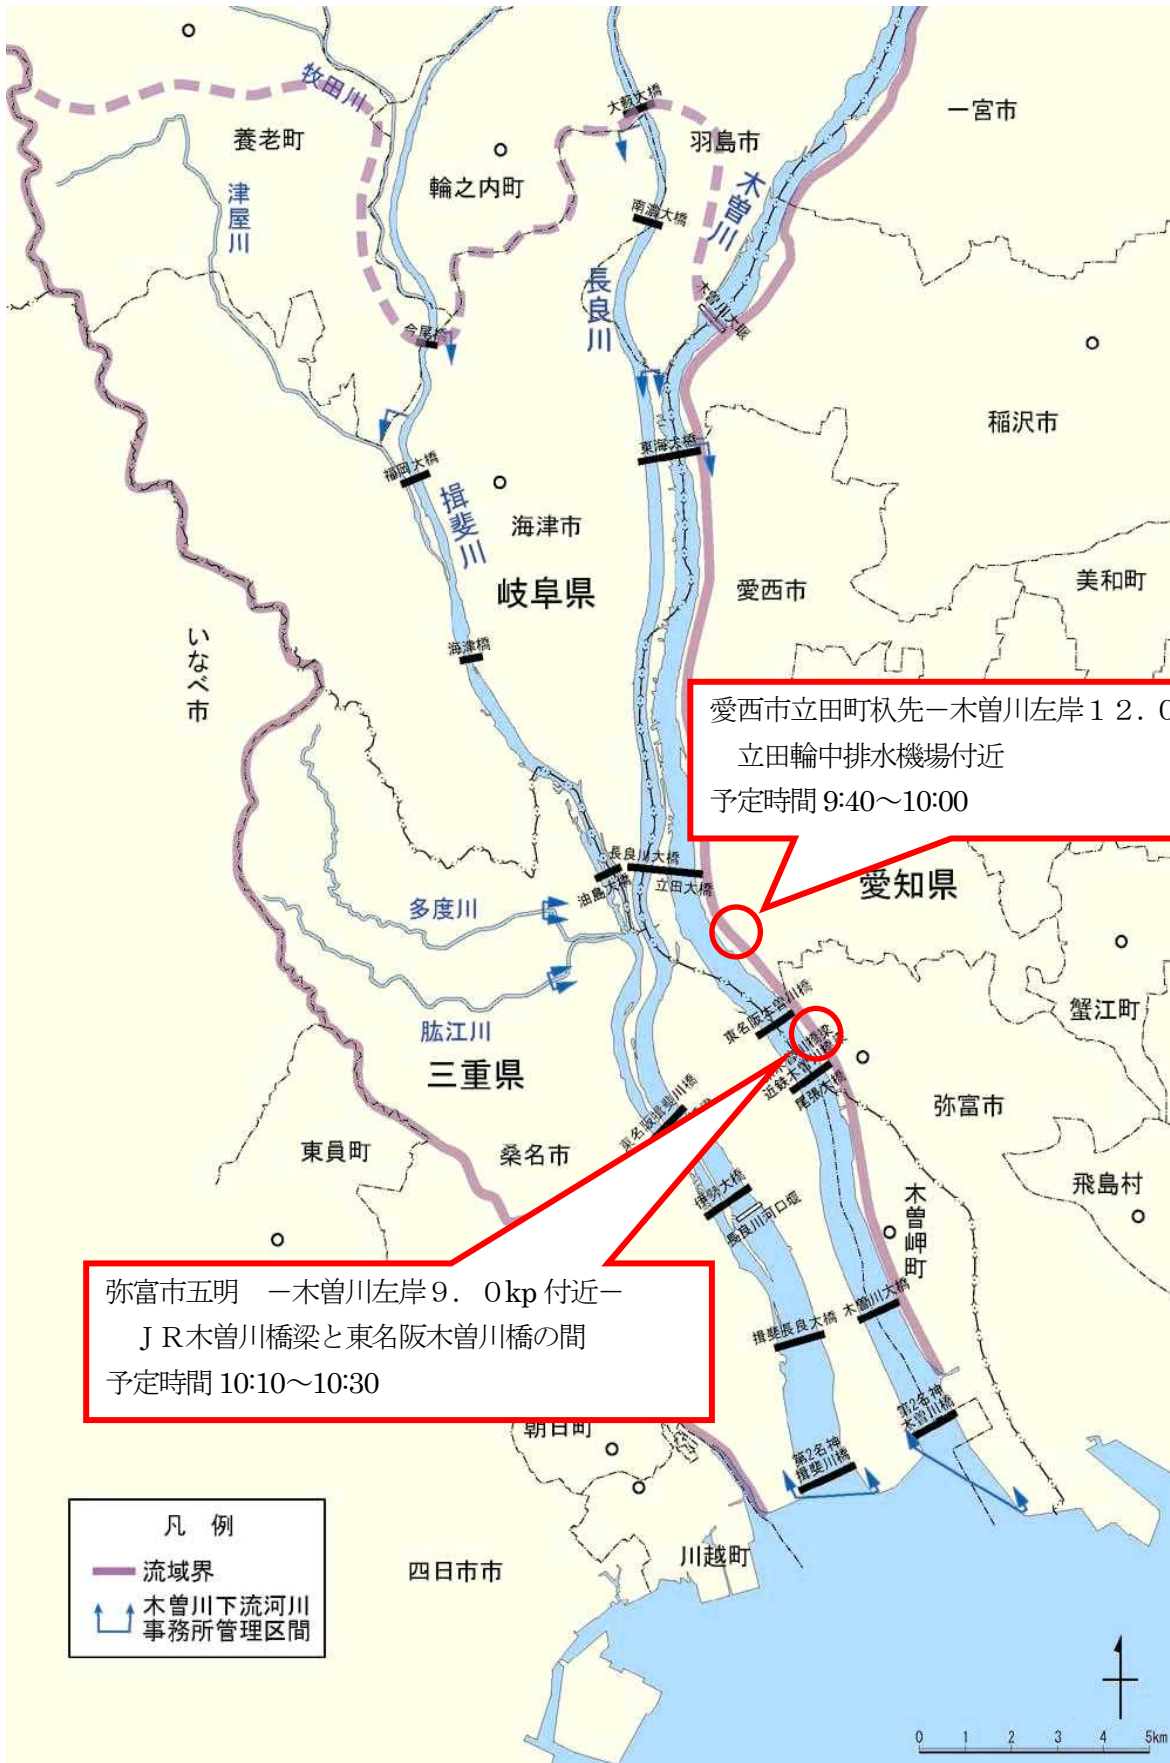 牧田川
大藪大橋
一宮市
養老町
羽島市
輪之内町
木曽川
津屋川
南濃大橋
長良川
木曽川大堰
今尾橋
稲沢市
東海大橋
福岡大橋
揖斐川
海津市
岐阜県
愛西市
美和町
いなべ市
海津橋
愛西市立田町杁先－木曽川左岸１２．０
立田輪中排水機場付近
予定時間 9:40～10:00
長良川大橋
立田大橋
油島大橋
愛知県
多度川
東名阪木曽川橋
蟹江町
肱江川
三重県
近鉄木曽川橋
尾張大橋
弥富市
東名阪揖斐川橋
東員町
桑名市
伊勢大橋
長良川河口堰
木曽岬町
飛島村
弥富市五明　－木曽川左岸９．０kp 付近－
ＪＲ木曽川橋梁と東名阪木曽川橋の間
予定時間 10:10～10:30
木曽川大橋
揖斐長良大橋
第2名神
木曽川橋
朝日町
第2名神
揖斐川橋
凡 例
流域界
木曽川下流河川
事務所管理区間
四日市市
川越町
0 1 2 3 4 5km